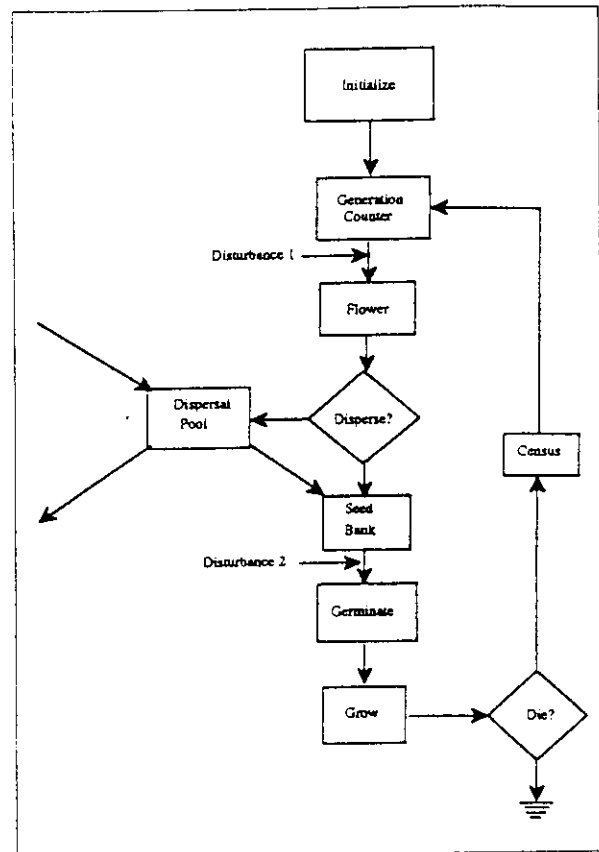 Initialize
Generation
Counter
Disturbance 1
Flower
Disperse?
Dispersal
Pool
Census
Seed
Bank
Disturbance 2
Germinate
Grow
Die?